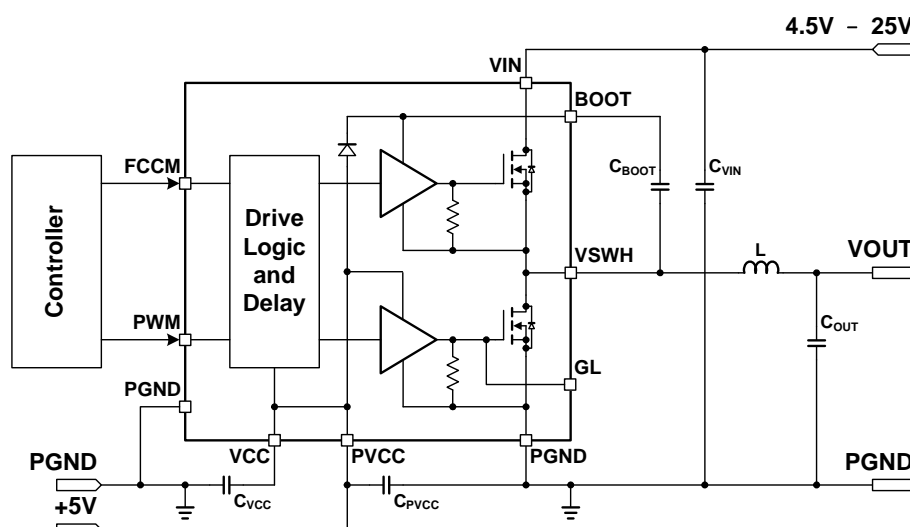 4.5V – 25V
VIN
BOOT
FCCM
CBOOT
CVIN
Controller
Drive
Logic
and
Delay
VSWH
L
VOUT
PWM
COUT
GL
PGND
VCC
PVCC
PGND
PGND
PGND
CVCC
CPVCC
+5V